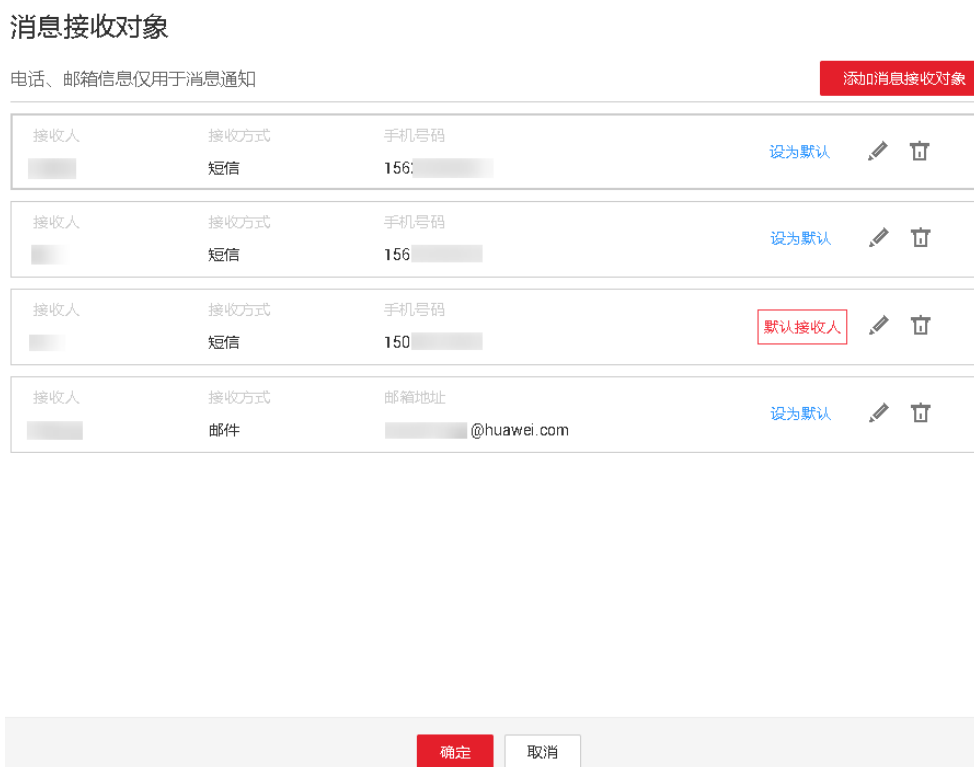 消息接收对象
电话、邮箱信息仅用于消息通知
添加消息接收对象
接收人 接收方式 手机号码
短信 156 设为默认
接收人 接收方式 手机号码
短信 156 设为默认
接收人 接收方式 手机号码
短信 150 默认接收人
接收人 接收方式 邮箱地址
邮件 @huawei.com 设为默认
确定 取消